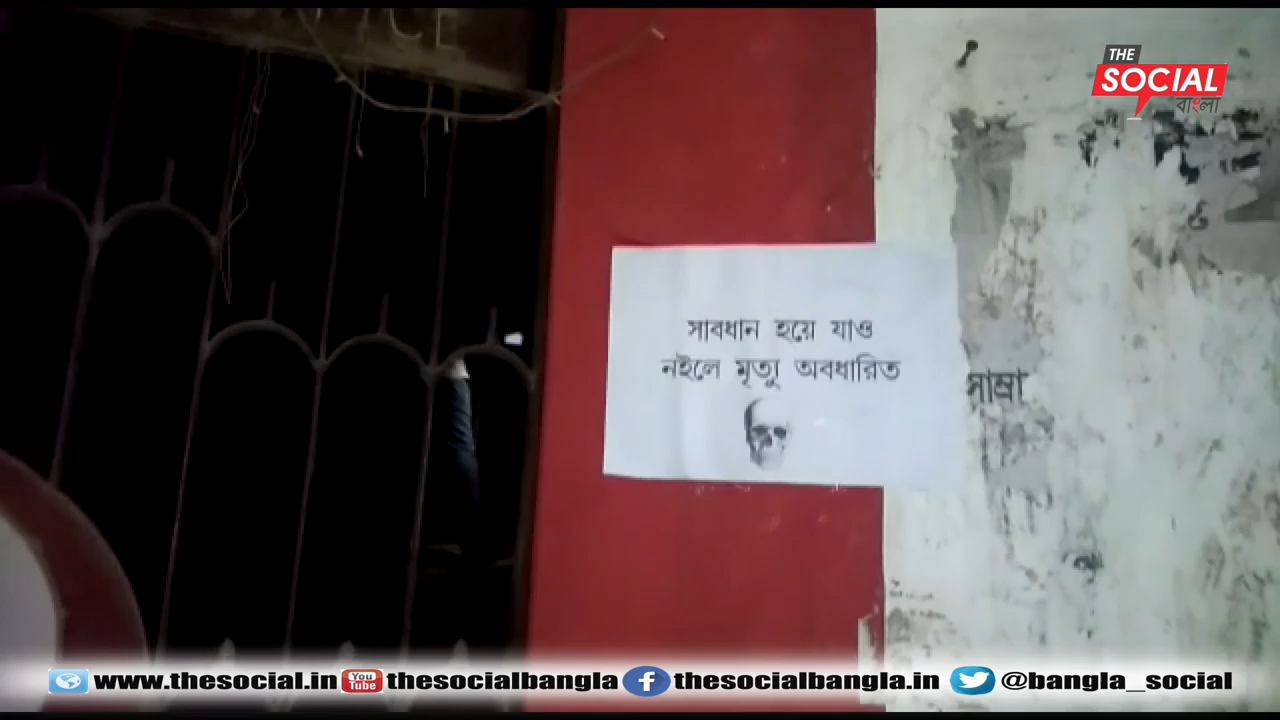 THE
SOCIAL
বাংলা
সাবধান হয়ে যাও
নইলে মৃত্যু অবধারিত
www.thesocial.in
You Tube
thesocialbangla
thesocialbangla.in
@bangla_social